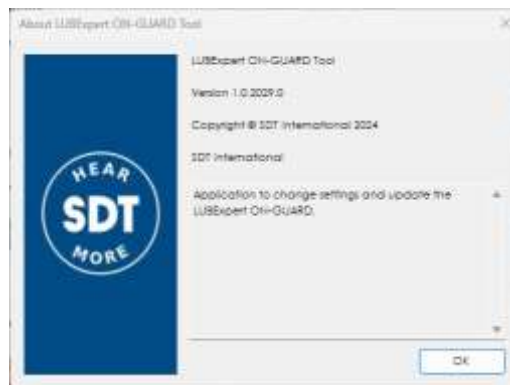 About LUBExpert ON-GUARD Tool
HEAR
SDT
MORE
LUBExpert ON-GUARD Tool
Version 1.0.2029.0
Copyright © SDT International 2024
SDT International
Application to change settings and update the
LUBExpert ON-GUARD.
OK